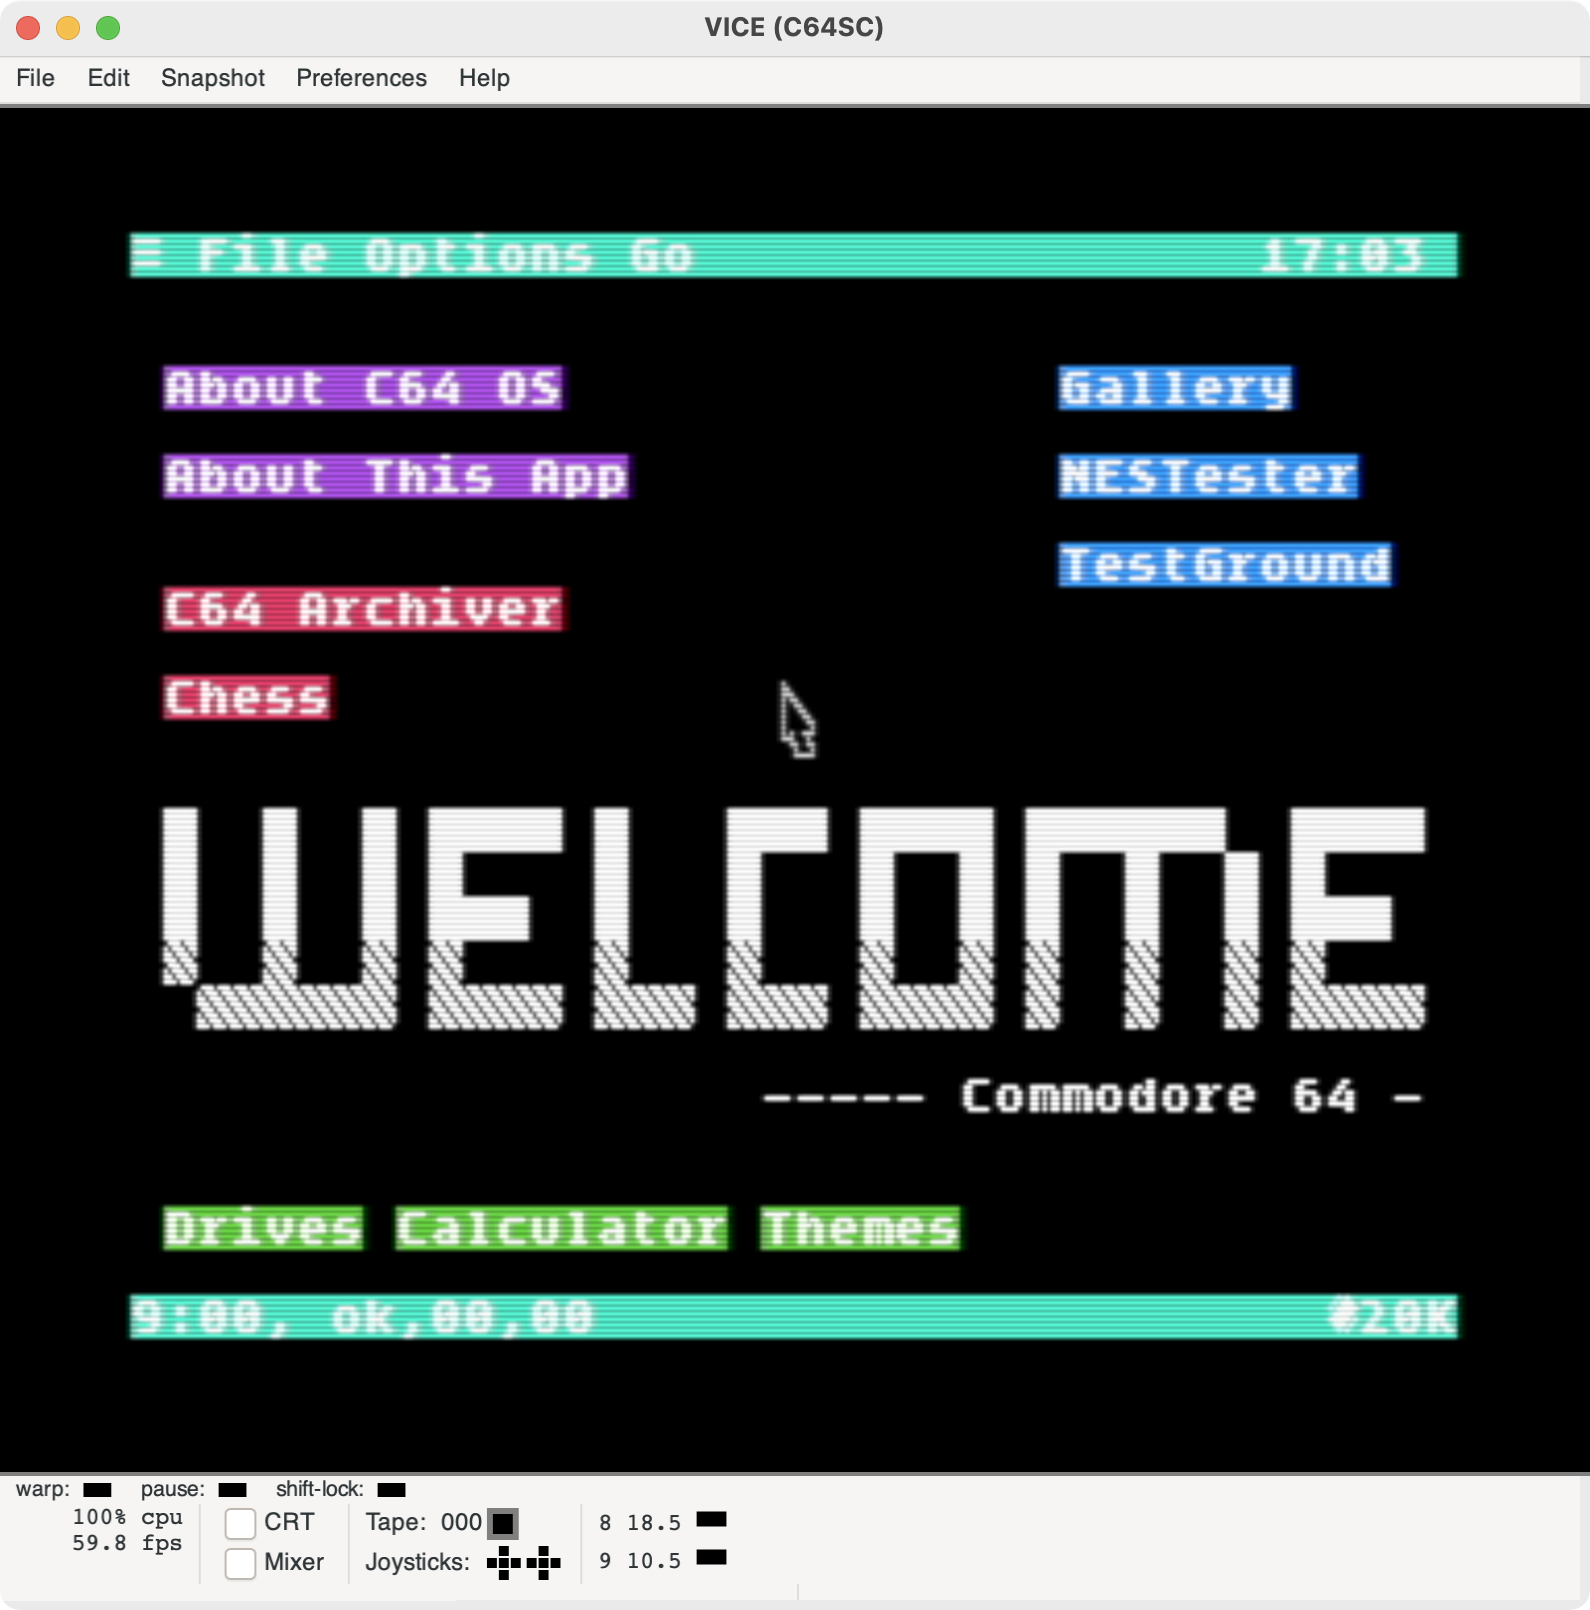 VICE (C64SC)
File Edit Snapshot Preferences Help
≡ File Options Go 17:03
About C64 OS
Gallery
About This App
NESTester
TestGround
C64 Archiver
Chess
WELCOME
----- Commodore 64 -
Drives Calculator Themes
9:00, ok,00,00 20K
warp: pause: shift-lock:
100% cpu
59.8 fps
CRT
Mixer
Tape: 000
Joysticks:
8 18.5
9 10.5